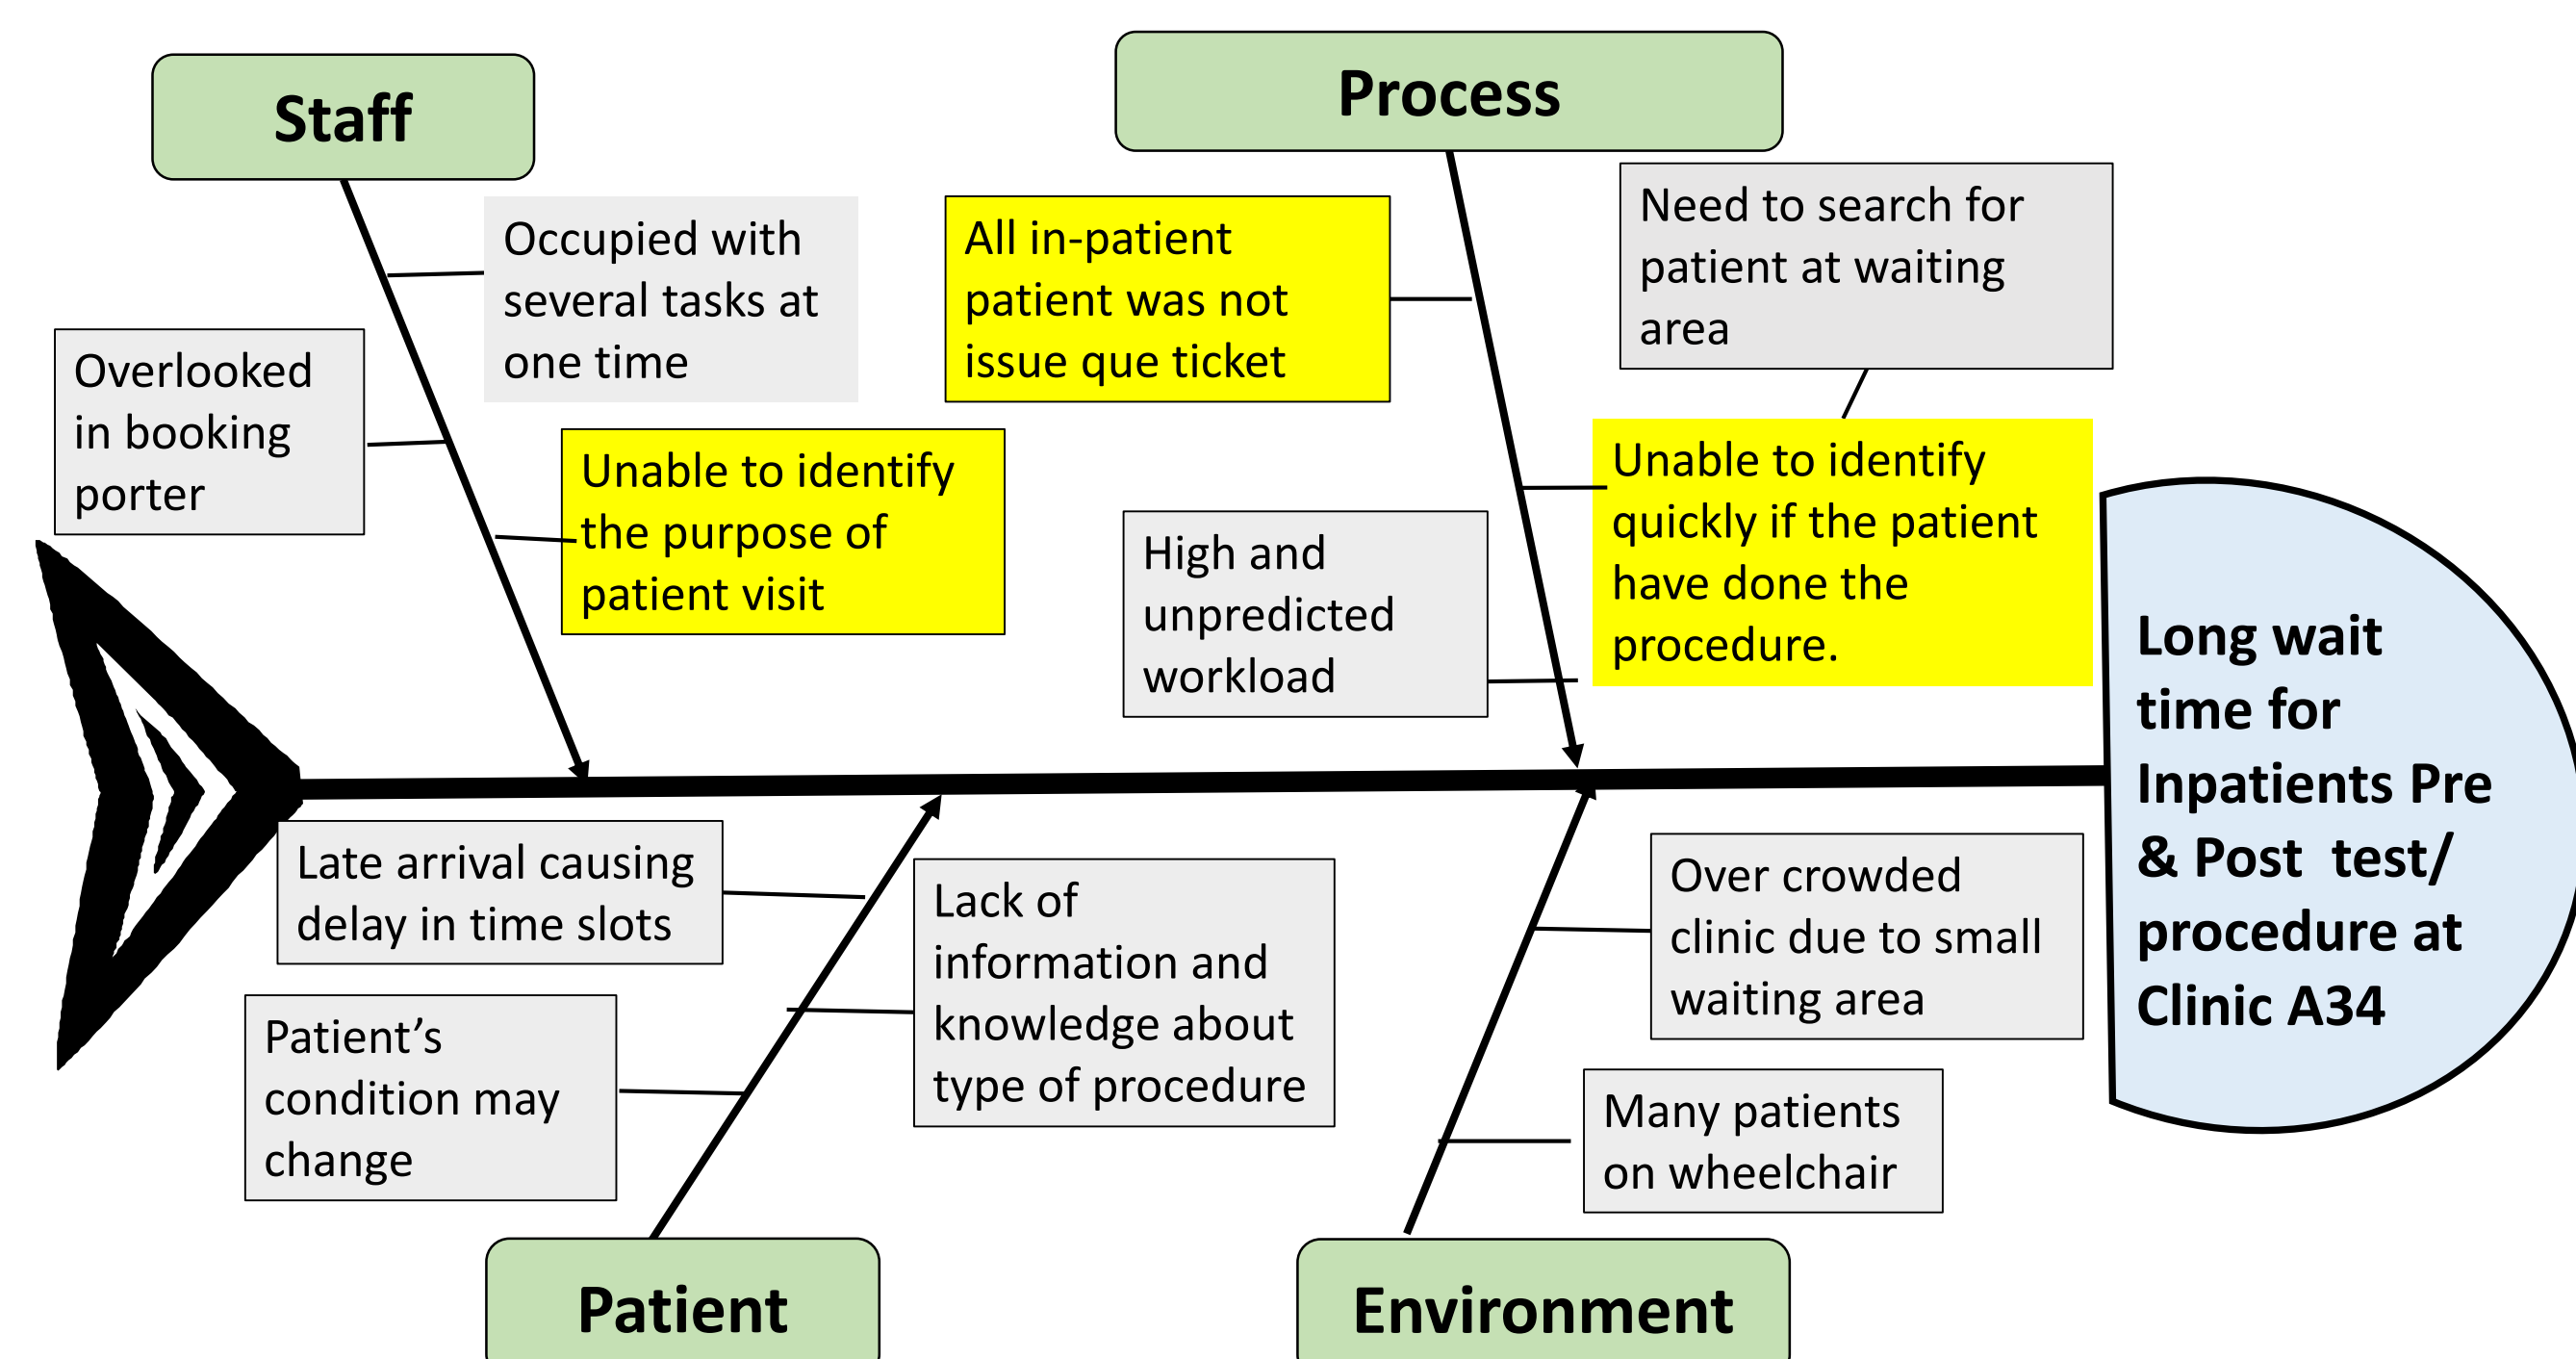 Staff
Process
Occupied with
several tasks at
one time
Overlooked
in booking
porter
Unable to identify
the purpose of
patient visit
All in-patient
patient was not
issue que ticket
Need to search for
patient at waiting
area
Unable to identify
quickly if the patient
have done the
procedure.
High and
unpredicted
workload
Long wait
time for
Inpatients Pre
& Post  test/
procedure at
Clinic A34
Late arrival causing
delay in time slots
Patient’s
condition may
change
Lack of
information and
knowledge about
type of procedure
Over crowded
clinic due to small
waiting area
Many patients
on wheelchair
Patient
Environment